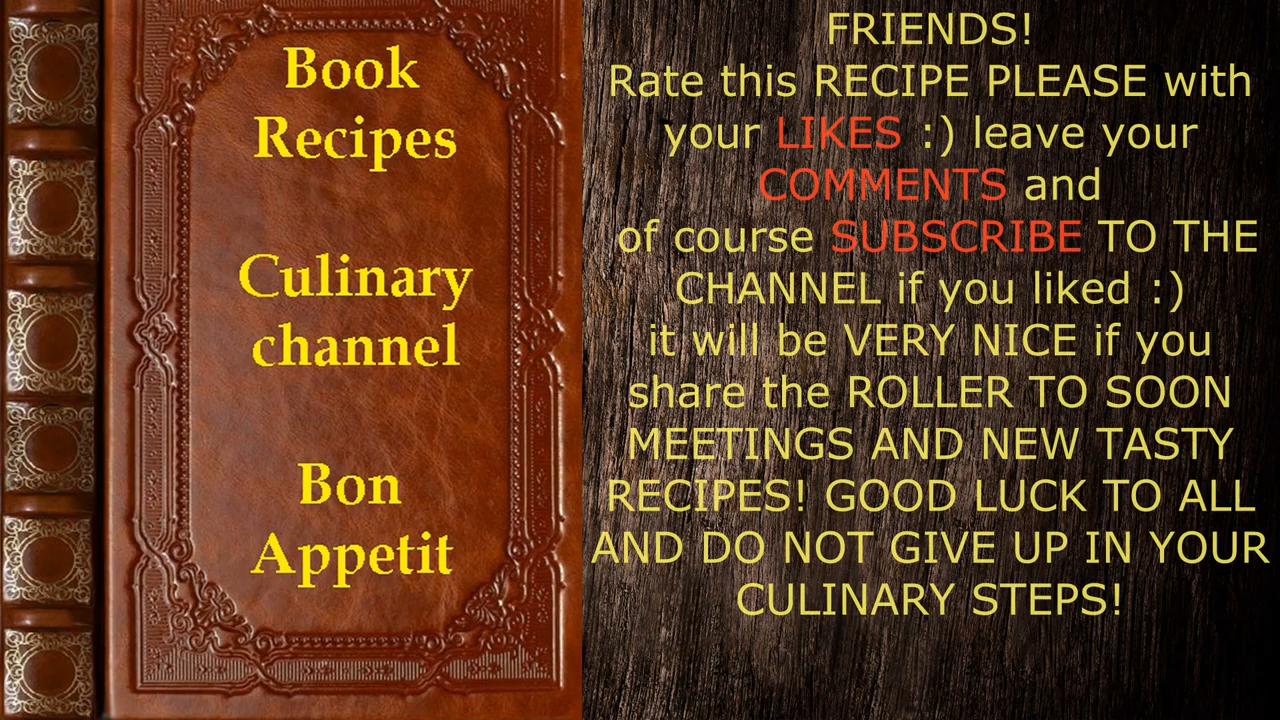 Book
Recipes
Culinary
channel
Bon
Appetit
FRIENDS!
Rate this RECIPE PLEASE with
your LIKES :) leave your
COMMENTS and
of course SUBSCRIBE TO THE
CHANNEL if you liked :)
it will be VERY NICE if you
share the ROLLER TO SOON
MEETINGS AND NEW TASTY
RECIPES! GOOD LUCK TO ALL
AND DO NOT GIVE UP IN YOUR
CULINARY STEPS!